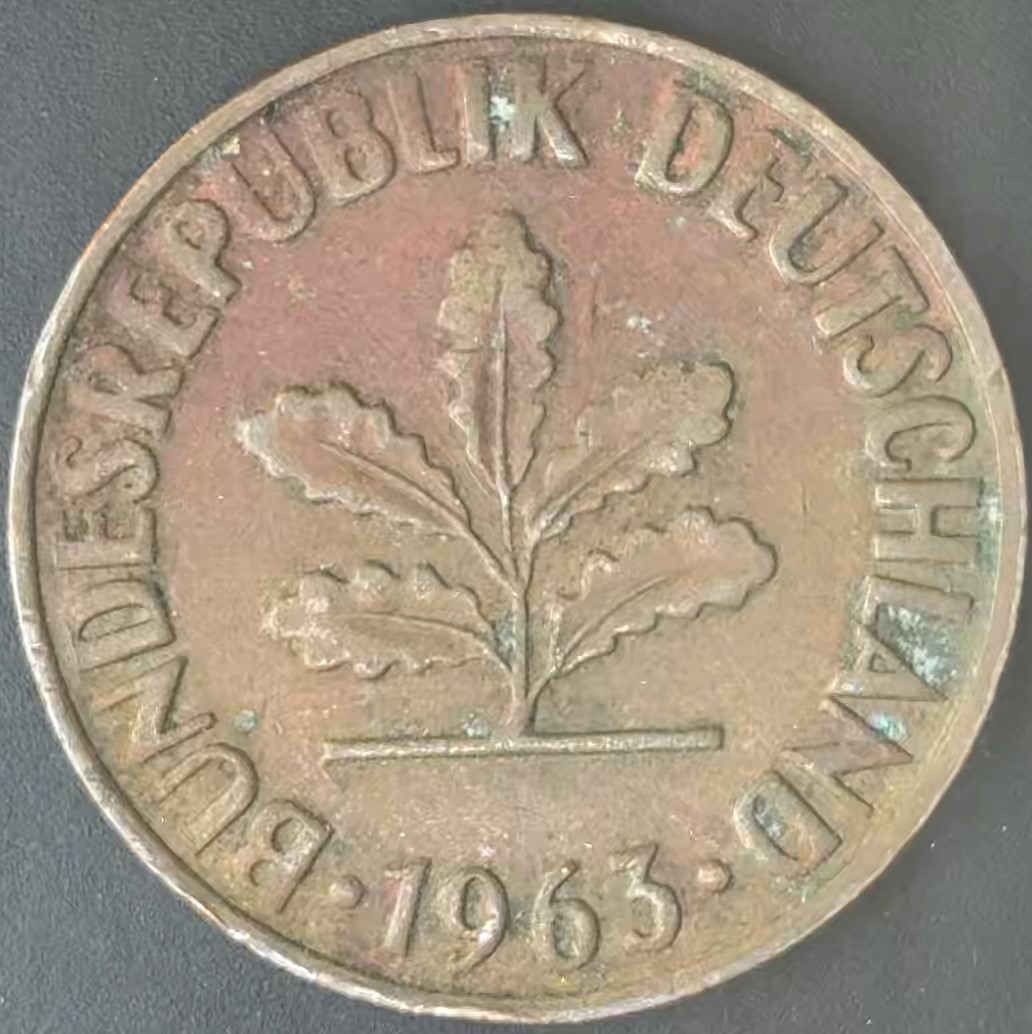 BUNDESREPUBLIK DEUTSCHLAND
· 1963 ·